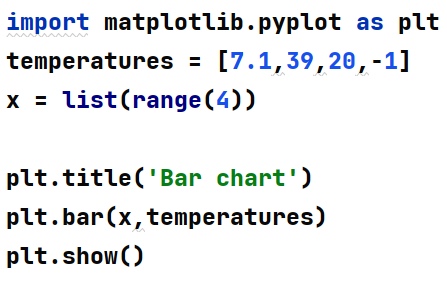 import matplotlib.pyplot as plt
temperatures = [7.1,39,20,-1]
x = list(range(4))
plt.title('Bar chart')
plt.bar(x,temperatures)
plt.show()